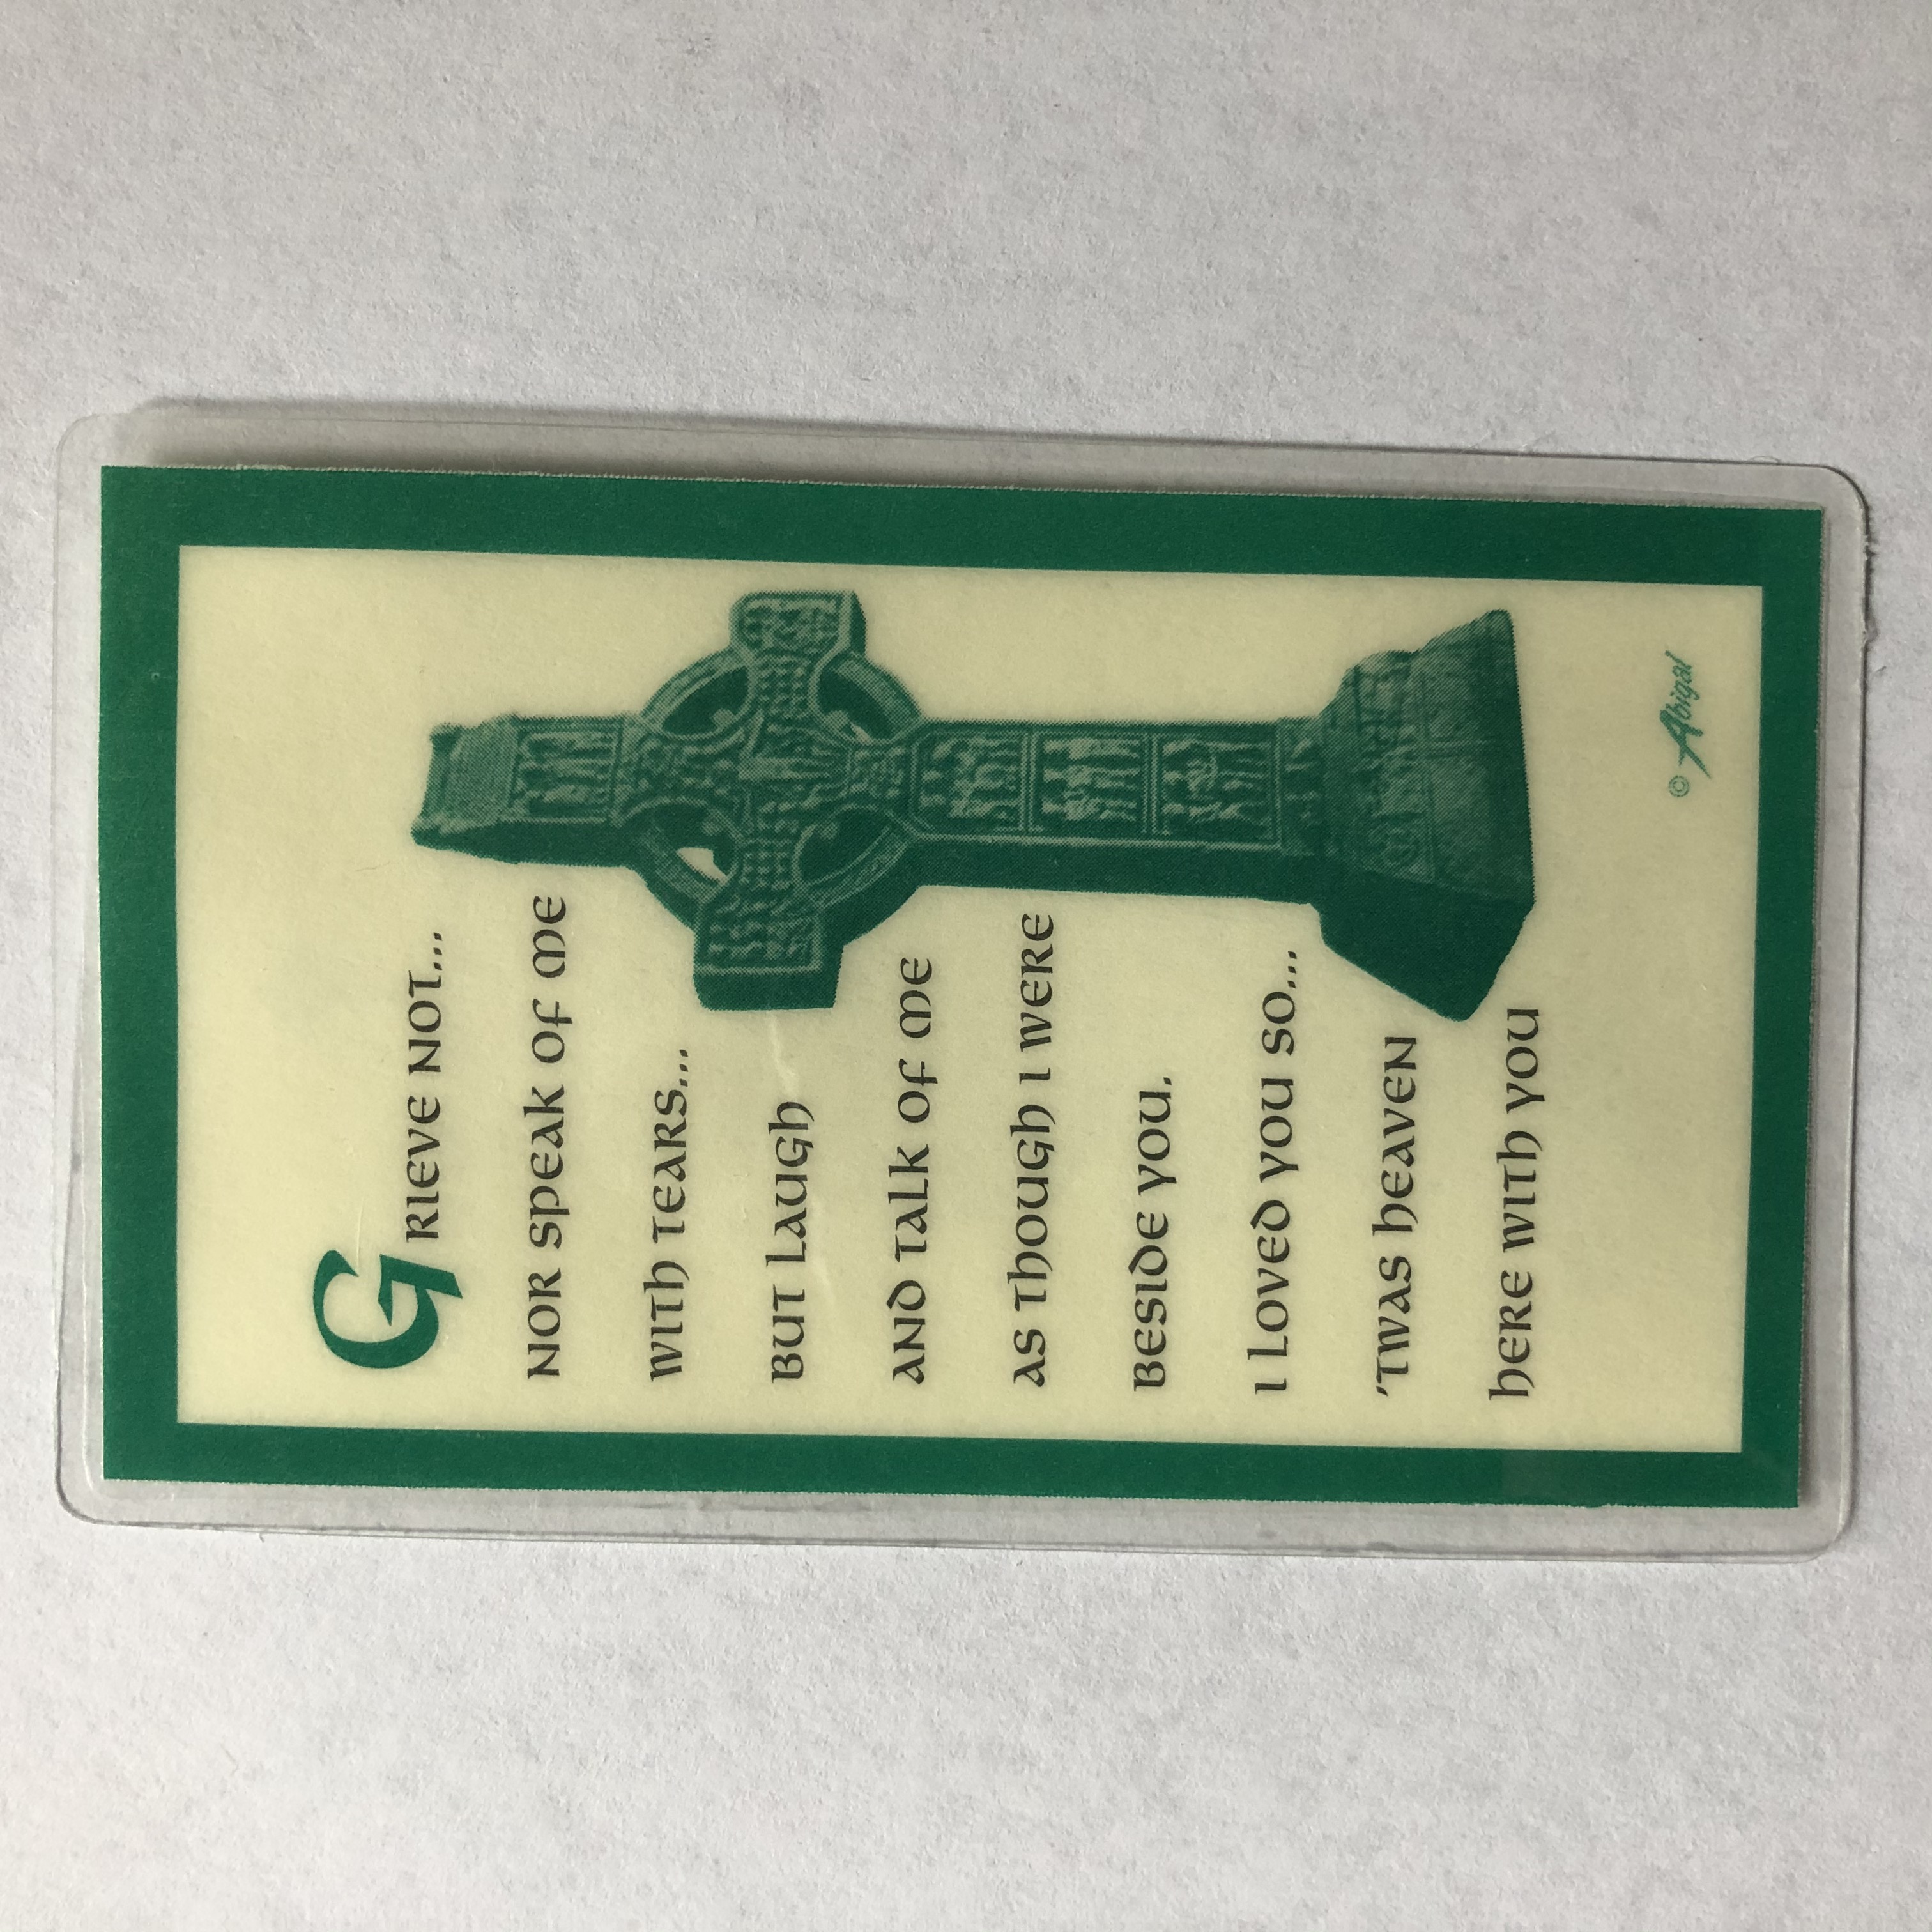 GRIEVE NOT...
NOR SPEAK OF ME
WITH TEARS...
BUT LAUGH
AND TALK OF ME
AS THOUGH I WERE
BESIDE YOU.
I LOVED YOU SO...
'TWAS HEAVEN
HERE WITH YOU
© Abigal